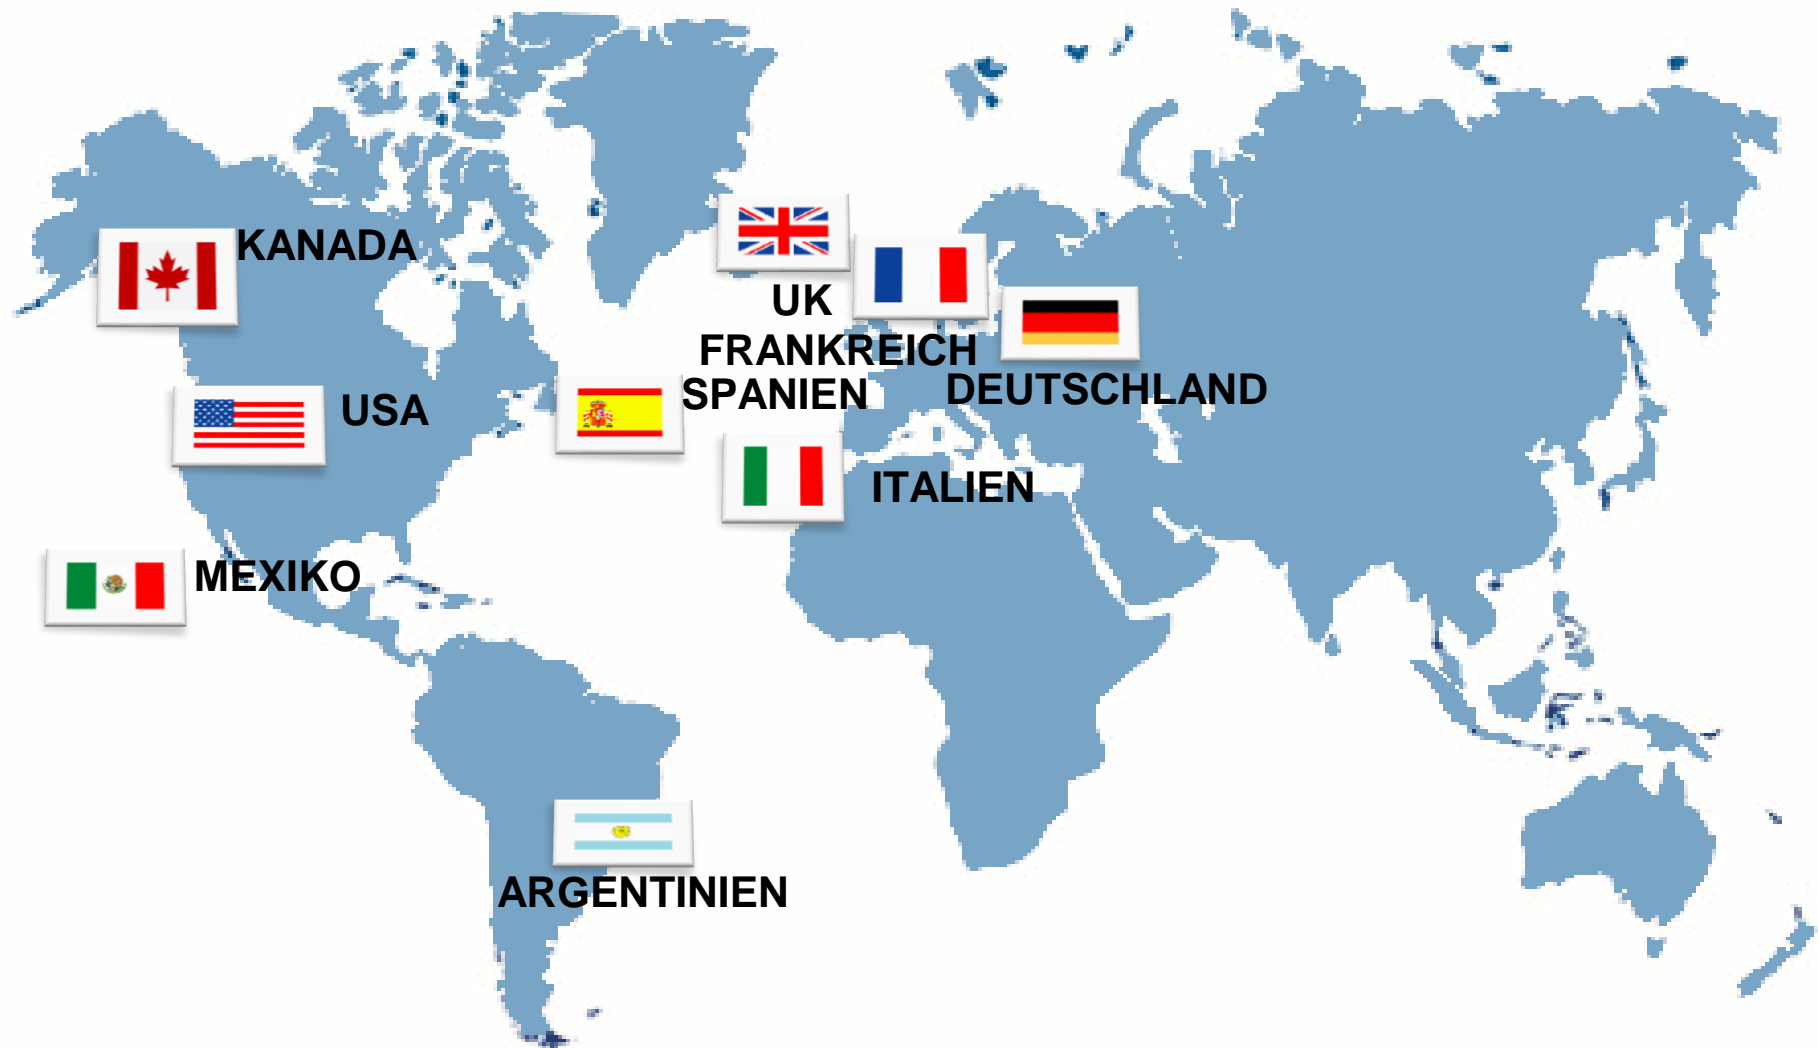 KANADA
UK
FRANKREICH
SPANIEN
DEUTSCHLAND
USA
ITALIEN
MEXIKO
ARGENTINIEN